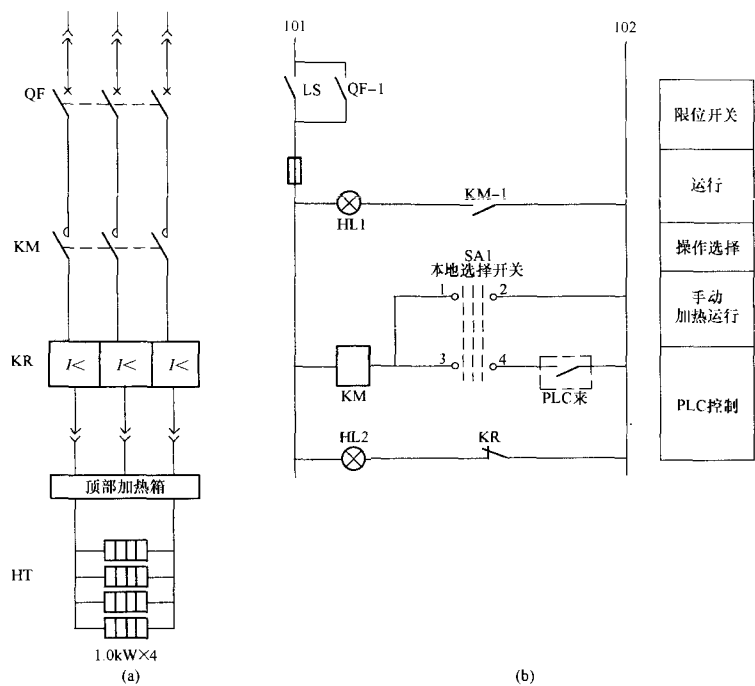 QF
KM
KR
I<
I<
I<
顶部加热箱
HT
1.0kW×4
(a)
101
102
LS
QF-1
HL1
KM-1
SA1
本地选择开关
1
2
3
4
KM
PLC来
HL2
KR
(b)
限位开关
运行
操作选择
手动
加热运行
PLC控制